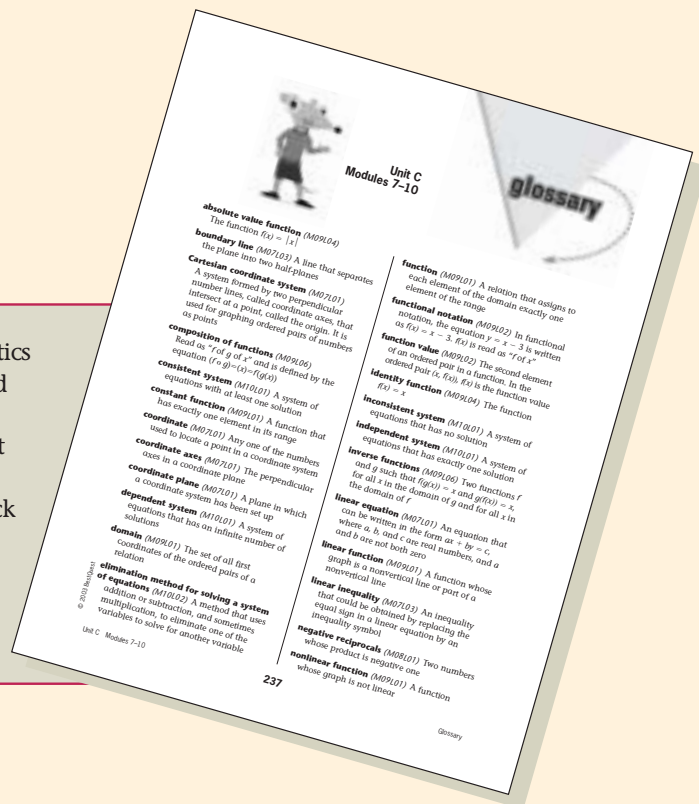 tics
d
t
ck
Unit C
Modules 7–10
glossary
absolute value function (M09L04)
The function f(x) = |x|
boundary line (M07L03) A line that separates
the plane into two half-planes
Cartesian coordinate system (M07L01)
A system formed by two perpendicular
number lines, called coordinate axes, that
intersect at a point, called the origin. It is
used for graphing ordered pairs of numbers
as points
composition of functions (M09L06)
Read as “f of g of x” and is defined by the
equation (f ∘ g)=(x)=f(g(x))
consistent system (M10L01) A system of
equations with at least one solution
constant function (M09L01) A function that
has exactly one element in its range
coordinate (M07L01) Any one of the numbers
used to locate a point in a coordinate system
coordinate axes (M07L01) The perpendicular
axes in a coordinate plane
coordinate plane (M07L01) A plane in which
a coordinate system has been set up
dependent system (M10L01) A system of
equations that has an infinite number of
solutions
domain (M09L01) The set of all first
coordinates of the ordered pairs of a
relation
elimination method for solving a system
of equations (M10L02) A method that uses
addition or subtraction, and sometimes
multiplication, to eliminate one of the
variables to solve for another variable
function (M09L01) A relation that assigns to
each element of the domain exactly one
element of the range
functional notation (M09L02) In functional
notation, the equation y = x − 3 is written
as f(x) = x − 3. f(x) is read as “f of x”
function value (M09L02) The second element
of an ordered pair in a function. In the
ordered pair (x, f(x)), f(x) is the function value
identity function (M09L04) The function
f(x) = x
inconsistent system (M10L01) A system of
equations that has no solution
independent system (M10L01) A system of
equations that has exactly one solution
inverse functions (M09L06) Two functions f
and g such that f(g(x)) = x and g(f(x)) = x,
for all x in the domain of g and for all x in
the domain of f
linear equation (M07L01) An equation that
can be written in the form ax + by = c,
where a, b, and c are real numbers, and a
and b are not both zero
linear function (M09L01) A function whose
graph is a nonvertical line or part of a
nonvertical line
linear inequality (M07L03) An inequality
that could be obtained by replacing the
equal sign in a linear equation by an
inequality symbol
negative reciprocals (M08L01) Two numbers
whose product is negative one
nonlinear function (M09L01) A function
whose graph is not linear
© 2003 BestQuest
Unit C Modules 7–10
237
Glossary